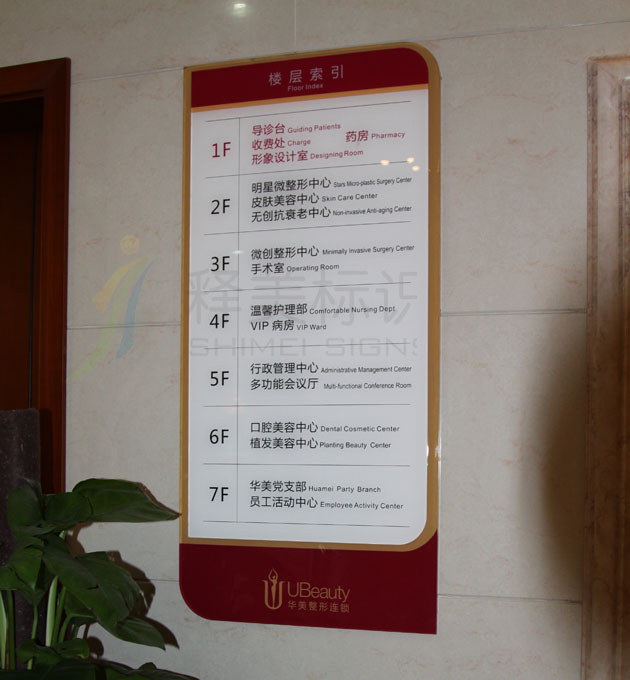 楼层索引
Floor Index
1F
导诊台 Guiding Patients
收费处 Charge
药房 Pharmacy
形象设计室 Designing Room
2F
明星微整形中心 Stars Micro-plastic Surgery Center
皮肤美容中心 Skin Care Center
无创抗衰老中心 Non-invasive Anti-aging Center
3F
微创整形中心 Minimally Invasive Surgery Center
手术室 Operating Room
4F
温馨护理部 Comfortable Nursing Dept
VIP 病房 VIP Ward
5F
行政管理中心 Administrative Management Center
多功能会议厅 Multi-functional Conference Room
6F
口腔美容中心 Dental Cosmetic Center
植发美容中心 Planting Beauty Center
7F
华美党支部 Huamei Party Branch
员工活动中心 Employee Activity Center
UBeauty
华美整形连锁
释美标识
SHIMEI SIGNS